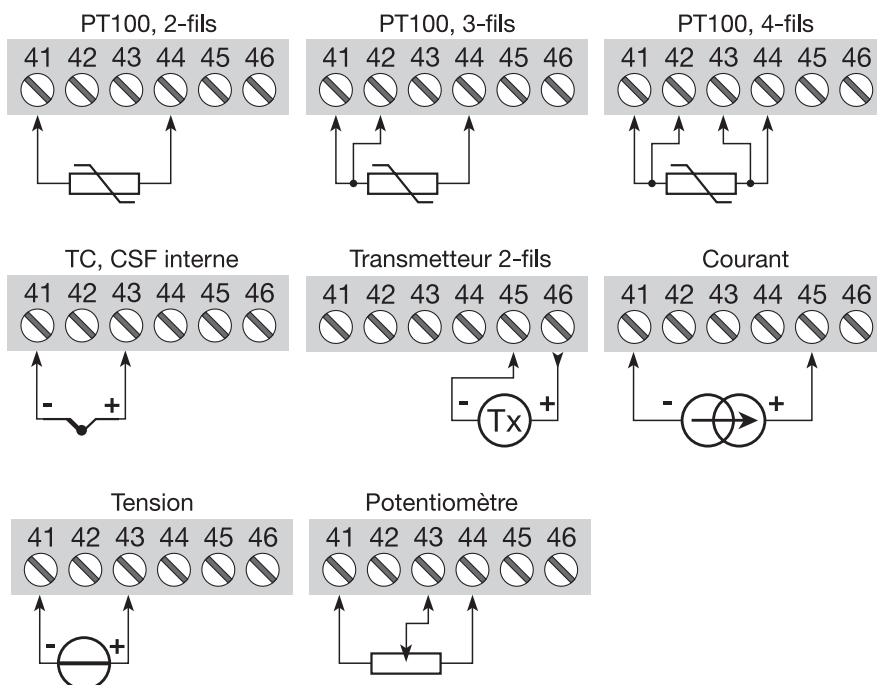 PT100, 2-fils PT100, 3-fils PT100, 4-fils
41 42 43 44 45 46 41 42 43 44 45 46 41 42 43 44 45 46
TC, CSF interne Transmetteur 2-fils Courant
41 42 43 44 45 46 41 42 43 44 45 46 41 42 43 44 45 46
- + - Tx + - +
Tension Potentiomètre
41 42 43 44 45 46 41 42 43 44 45 46
- +